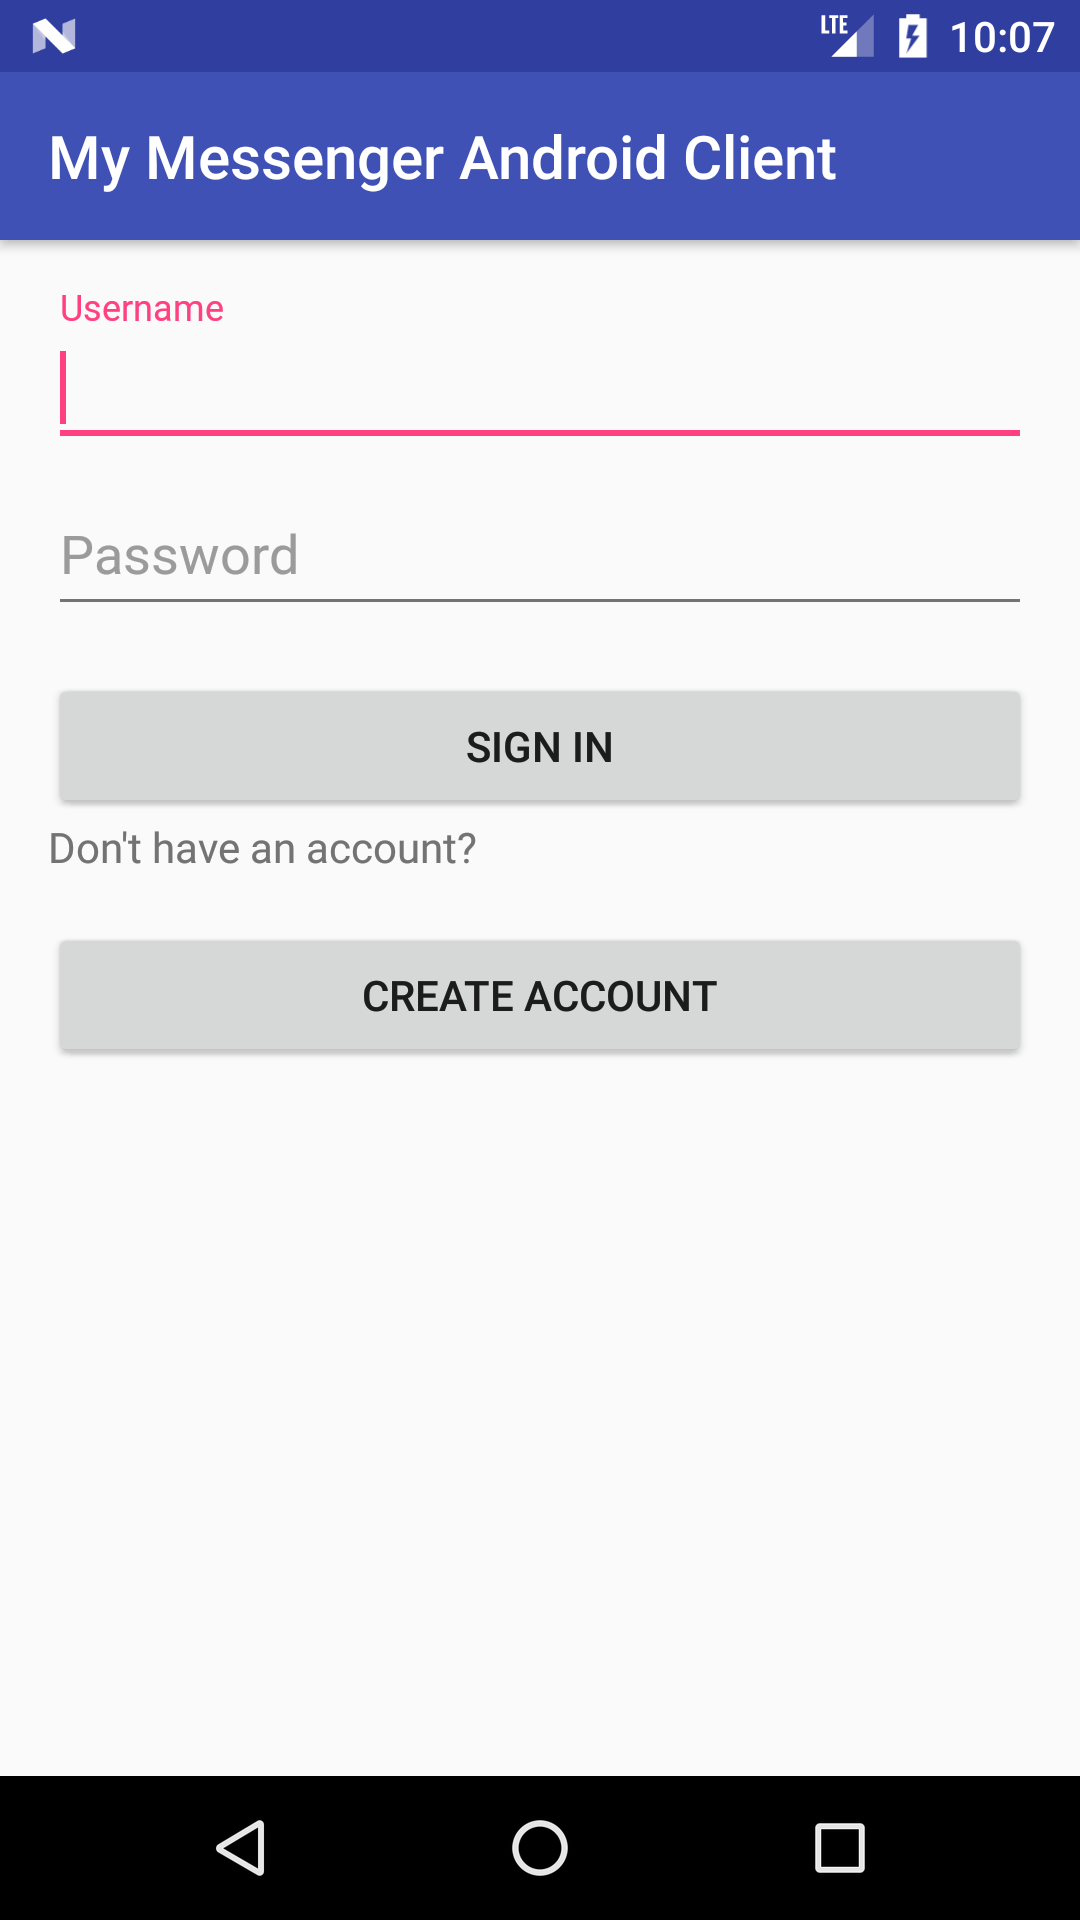 LTE 10:07
My Messenger Android Client
Username
Password
SIGN IN
Don't have an account?
CREATE ACCOUNT